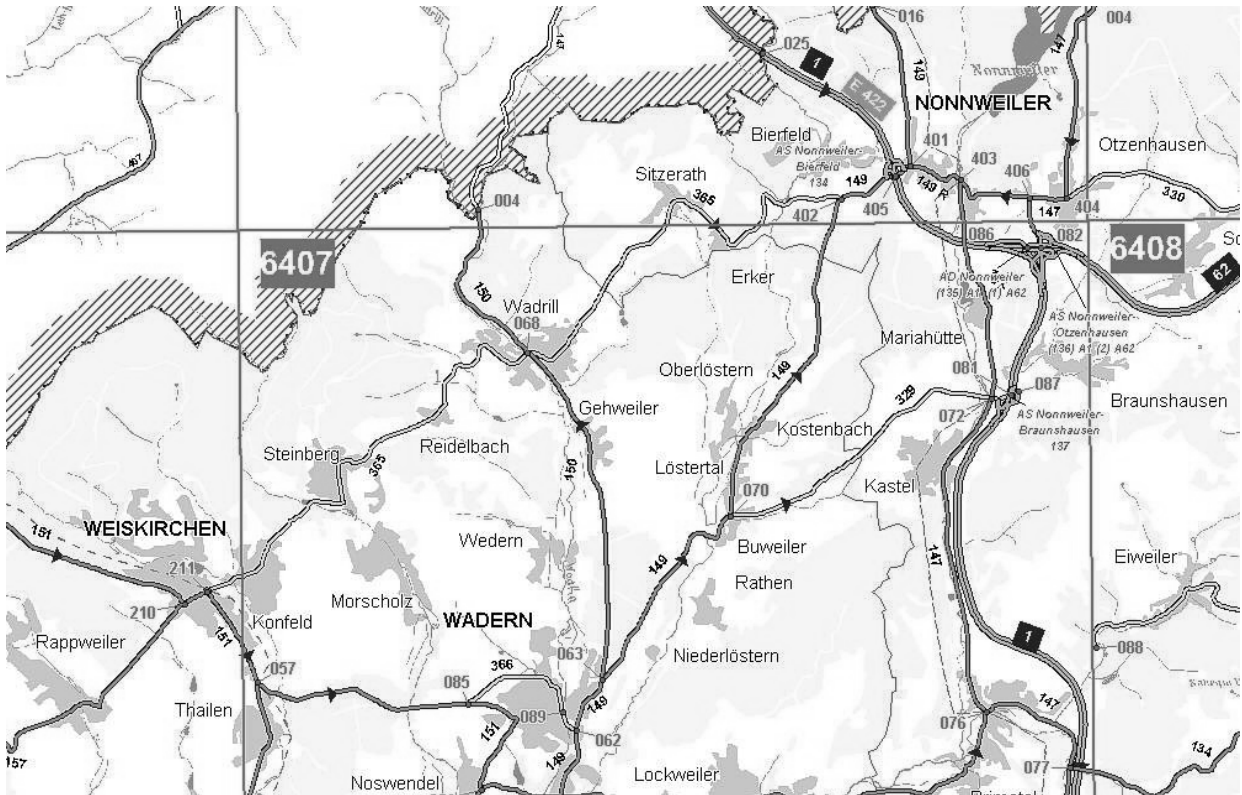 016
004
147
025
1
149
147
E 422
Nonnweiler
NONNWEILER
Bierfeld
AS Nonnweiler-
Bierfeld
134
401
403
406
Otzenhausen
Sitzerath
365
149
149 R
330
004
402
405
147
404
6407
086
082
6408
Erker
AD Nonnweiler
(135) A1 (1) A62
62
150
Wadrill
068
AS Nonnweiler-
Otzenhausen
(136) A1 (2) A62
Mariahütte
Oberlöstern
149
081
087
329
072
Braunshausen
Gehweiler
AS Nonnweiler-
Braunshausen
137
Kostenbach
Reidelbach
Steinberg
365
150
Löstertal
Kastel
070
WEISKIRCHEN
151
Wedern
Buweiler
147
Eiweiler
211
149
Rathen
210
Morscholz
Konfeld
WADERN
Rappweiler
151
1
063
366
Niederlöstern
088
057
085
Thailen
089
149
147
151
062
076
157
149
134
077
Noswendel
Lockweiler